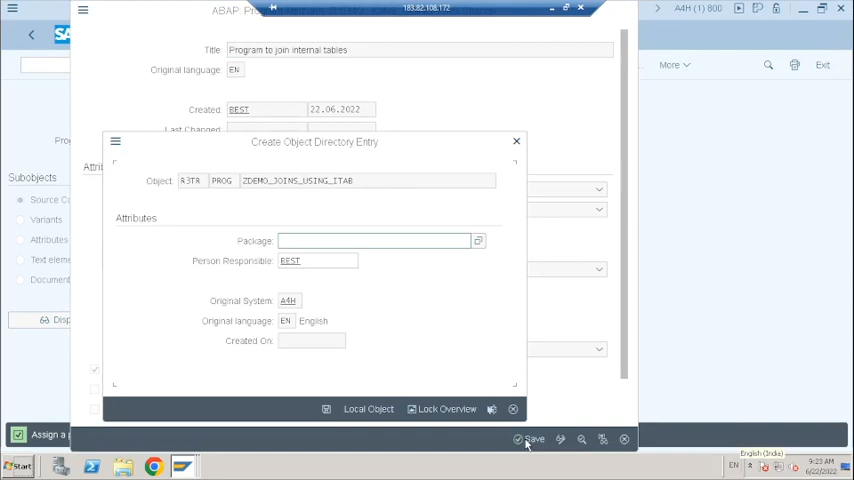 183.82.108.172
A4H (1) 800
SA
More
Exit
Title: Program to join internal tables
Original language: EN
Created: BEST 22.06.2022
Last Changed
Create Object Directory Entry
Object: R3TR PROG ZDEMO_JOINS_USING_ITAB
Subobjects
Source Co
Variants
Attributes
Text eleme
Document
Disp
Attributes
Package:
Person Responsible: BEST
Original System: A4H
Original language: EN English
Created On:
Local Object
Lock Overview
Save
Assign a p
English (India)
Start
EN
9:23 AM
6/22/2022